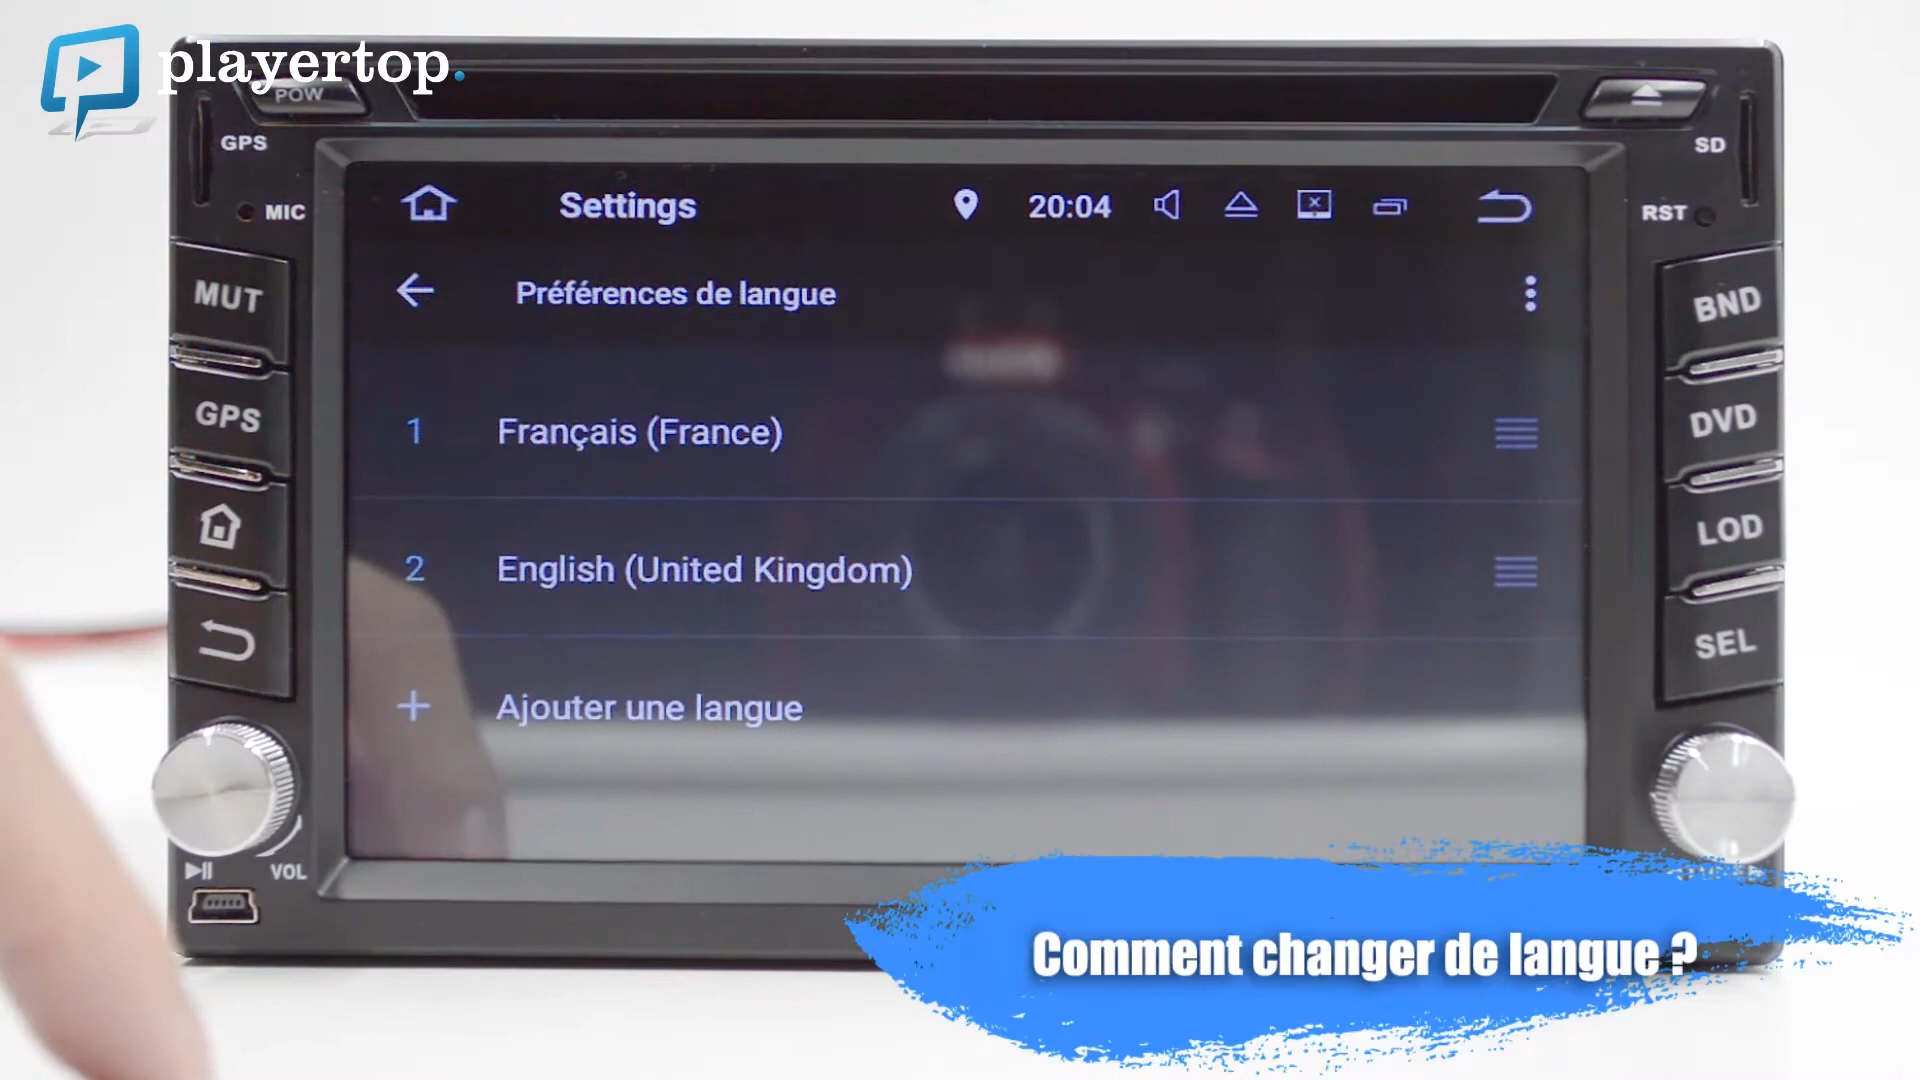 playertop.
POW
GPS
SD
MIC
RST
Settings
20:04
MUT
Préférences de langue
BND
1 Français (France)
GPS
DVD
2 English (United Kingdom)
LOD
SEL
+ Ajouter une langue
VOL
Comment changer de langue ?